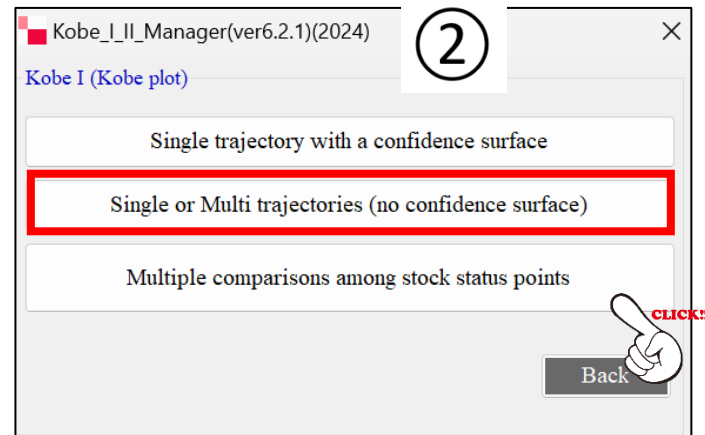 Kobe_I_II_Manager(ver6.2.1)(2024)
②
Kobe I (Kobe plot)
Single trajectory with a confidence surface
Single or Multi trajectories (no confidence surface)
Multiple comparisons among stock status points
CLICK!!
Back